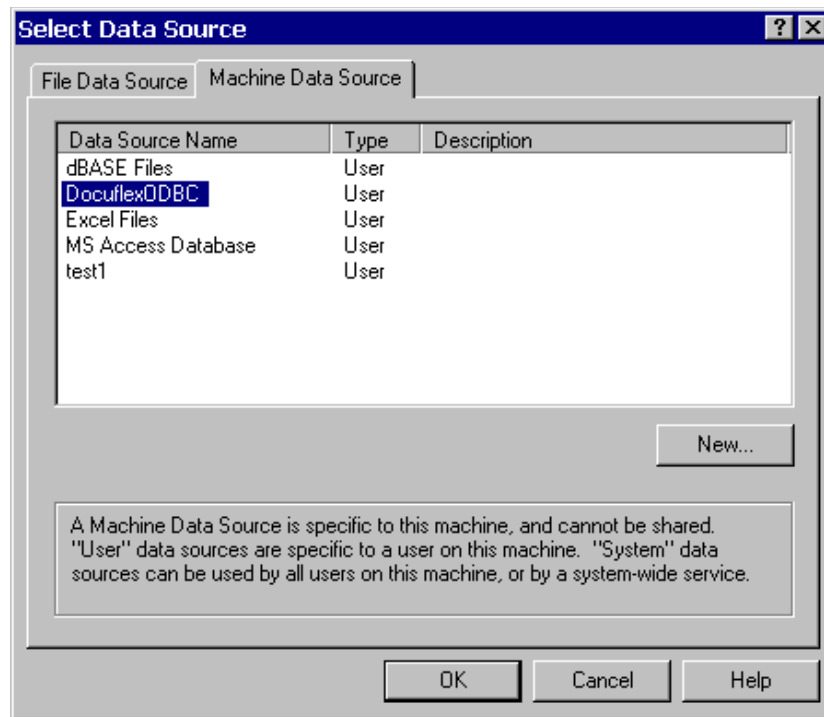 Select Data Source
File Data Source Machine Data Source
Data Source Name Type Description
dBASE Files User
DocuflexODBC User
Excel Files User
MS Access Database User
test1 User
New...
A Machine Data Source is specific to this machine, and cannot be shared.
"User" data sources are specific to a user on this machine. "System" data
sources can be used by all users on this machine, or by a system-wide service.
OK Cancel Help